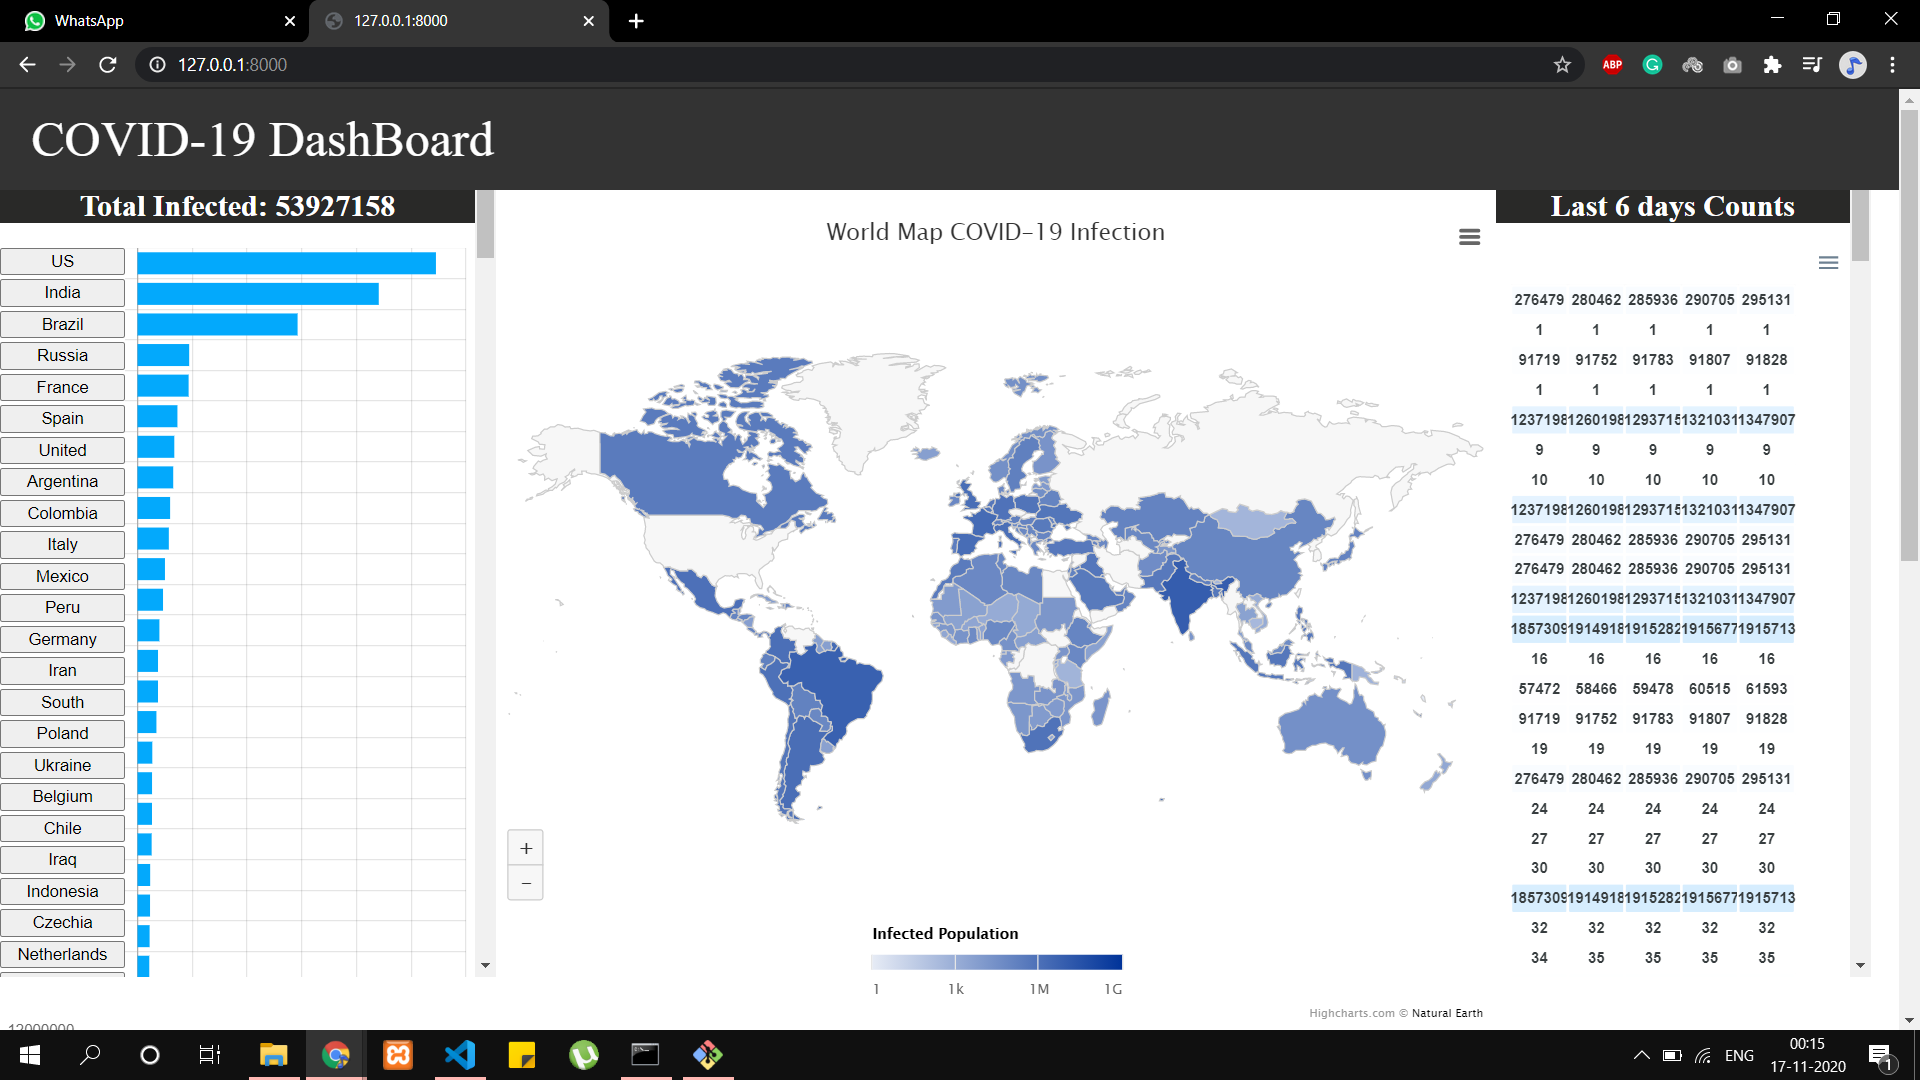 WhatsApp
127.0.0.1:8000
127.0.0.1:8000
ABP
COVID-19 DashBoard
Total Infected: 53927158
US
India
Brazil
Russia
France
Spain
United
Argentina
Colombia
Italy
Mexico
Peru
Germany
Iran
South
Poland
Ukraine
Belgium
Chile
Iraq
Indonesia
Czechia
Netherlands
World Map COVID-19 Infection
+
−
Infected Population
1 1k 1M 1G
Highcharts.com © Natural Earth
Last 6 days Counts
276479 280462 285936 290705 295131
1 1 1 1 1
91719 91752 91783 91807 91828
1 1 1 1 1
1237198 1260198 1293715 1321031 1347907
9 9 9 9 9
10 10 10 10 10
1237198 1260198 1293715 1321031 1347907
276479 280462 285936 290705 295131
276479 280462 285936 290705 295131
1237198 1260198 1293715 1321031 1347907
1857309 1914918 1915282 1915677 1915713
16 16 16 16 16
57472 58466 59478 60515 61593
91719 91752 91783 91807 91828
19 19 19 19 19
276479 280462 285936 290705 295131
24 24 24 24 24
27 27 27 27 27
30 30 30 30 30
1857309 1914918 1915282 1915677 1915713
32 32 32 32 32
34 35 35 35 35
12000000
ENG
00:15
17-11-2020
1